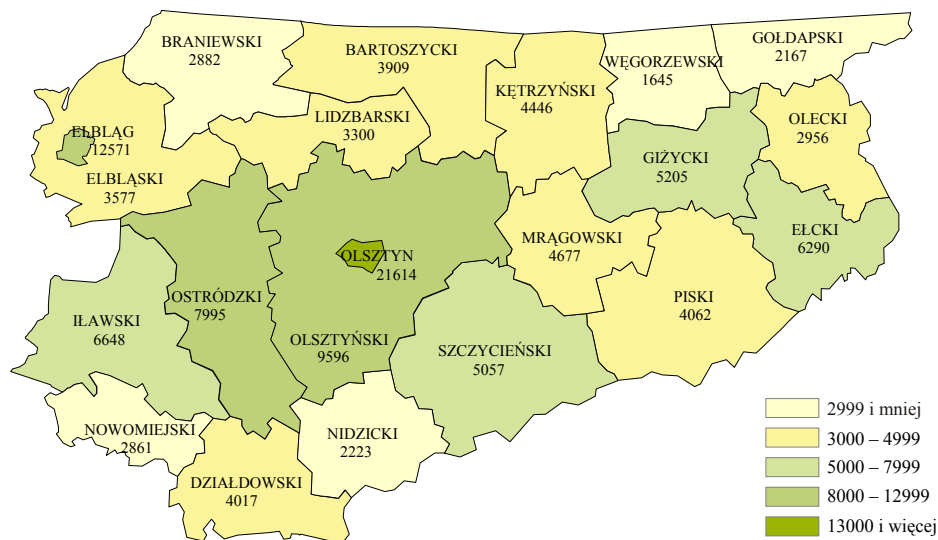 BRANIEWSKI
2882
BARTOSZYCKI
3909
GOŁDAPSKI
2167
WĘGORZEWSKI
1645
KĘTRZYŃSKI
4446
LIDZBARSKI
3300
OLECKI
2956
ELBLĄG
12571
GIŻYCKI
5205
ELBLĄSKI
3577
MRĄGOWSKI
4677
EŁCKI
6290
OLSZTYN
21614
OSTRÓDZKI
7995
PISKI
4062
IŁAWSKI
6648
OLSZTYŃSKI
9596
SZCZYCIEŃSKI
5057
NOWOMIEJSKI
2861
NIDZICKI
2223
DZIAŁDOWSKI
4017
2999 i mniej
3000 – 4999
5000 – 7999
8000 – 12999
13000 i więcej